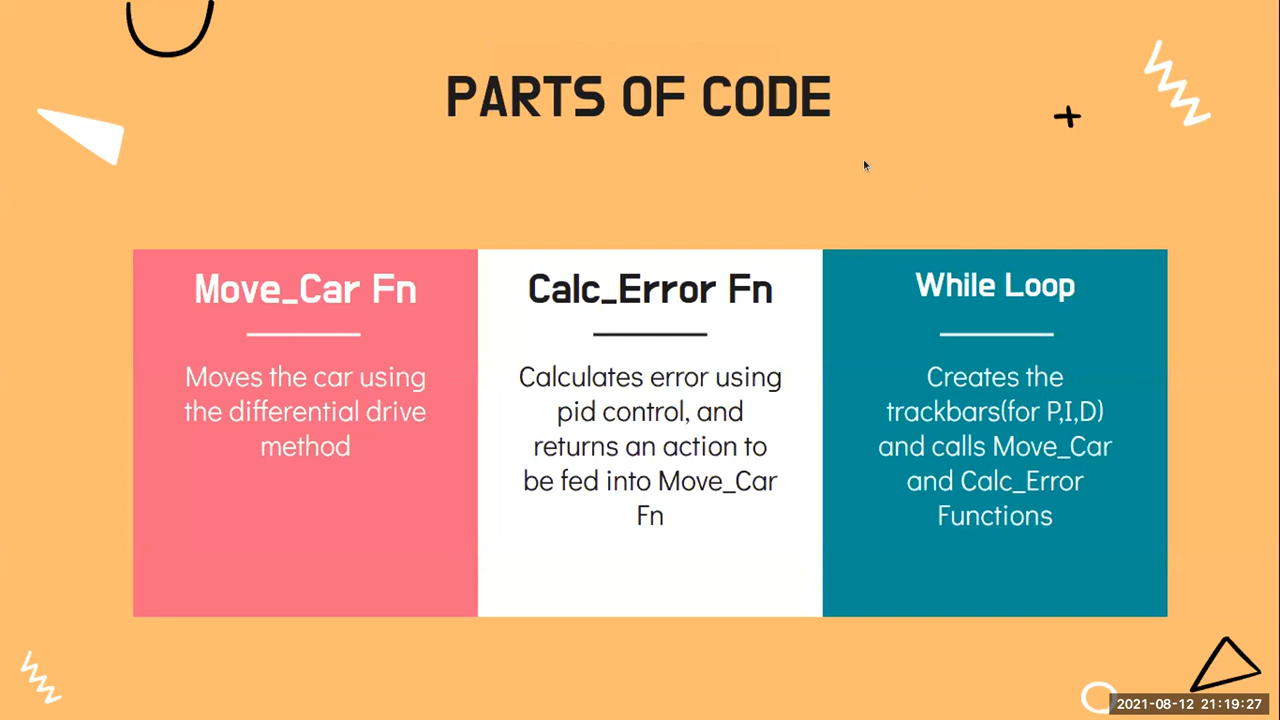 PARTS OF CODE
Move_Car Fn
Moves the car using
the differential drive
method
Calc_Error Fn
Calculates error using
pid control, and
returns an action to
be fed into Move_Car
Fn
While Loop
Creates the
trackbars(for P,I,D)
and calls Move_Car
and Calc_Error
Functions
2021-08-12 21:19:27